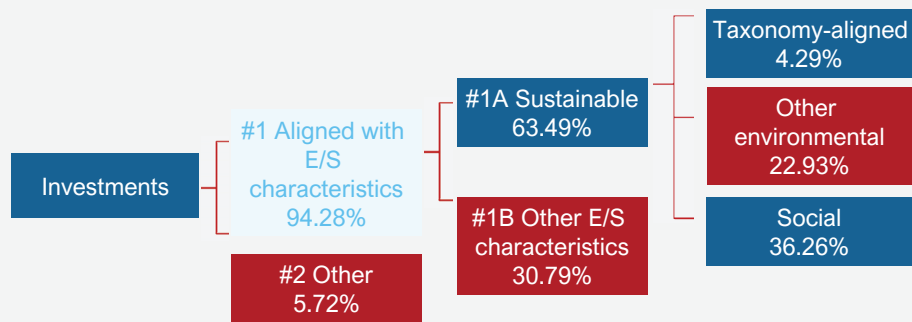 Investments
#1 Aligned with
E/S
characteristics
94.28%
#2 Other
5.72%
#1A Sustainable
63.49%
#1B Other E/S
characteristics
30.79%
Taxonomy-aligned
4.29%
Other
environmental
22.93%
Social
36.26%